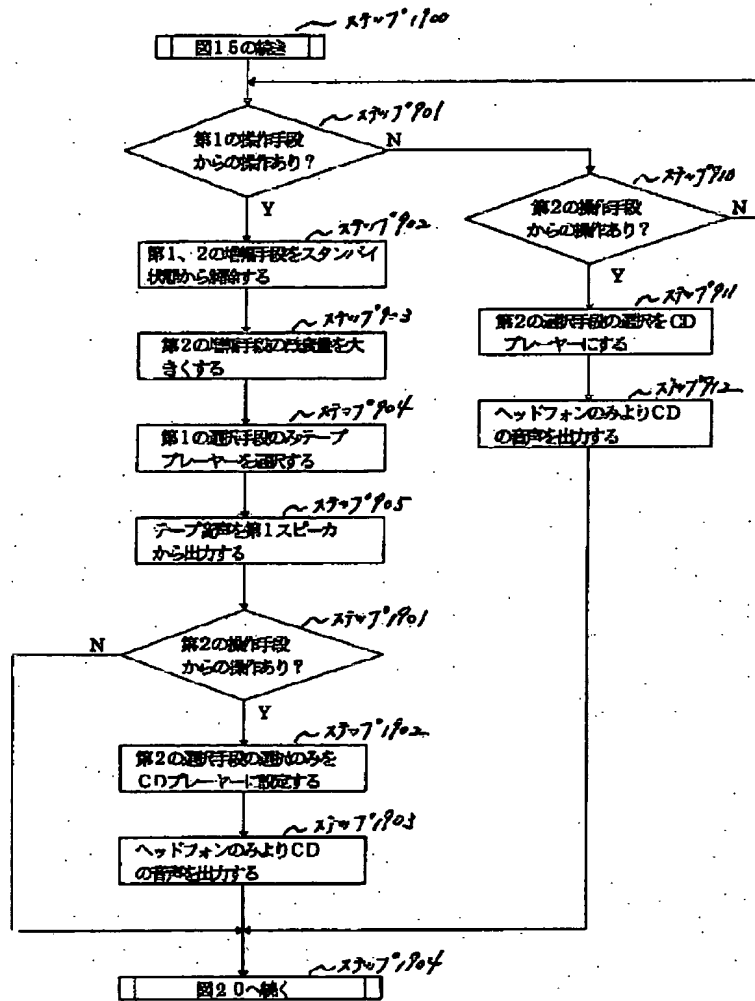 ステップ1900
図15の続き
ステップ901
第1の操作手段
からの操作あり?
N
Y
ステップ910
第2の操作手段
からの操作あり?
N
Y
ステップ902
第1、2の増幅手段をスタンバイ
状態から解除する
ステップ911
第2の選択手段の選択をCD
プレーヤーにする
ステップ903
第2の増幅手段の減衰量を大
きくする
ステップ912
ヘッドフォンのみよりCD
の音声を出力する
ステップ904
第1の選択手段のみテープ
プレーヤーを選択する
ステップ905
テープ音声を第1スピーカ
から出力する
ステップ1901
第2の操作手段
からの操作あり?
N
Y
ステップ1902
第2の選択手段の選択のみを
CDプレーヤーに設定する
ステップ1903
ヘッドフォンのみよりCD
の音声を出力する
ステップ1904
図20へ続く